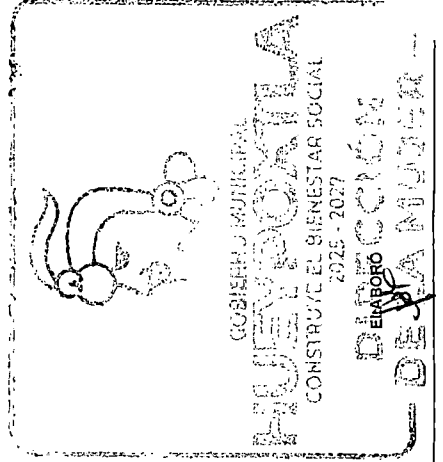 GOBIERNO MUNICIPAL
HUEYPOXTLA
CONSTRUYE EL BIENESTAR SOCIAL
2025 - 2027
DIRECCIÓN
ELABORÓ
DE LA MUJER